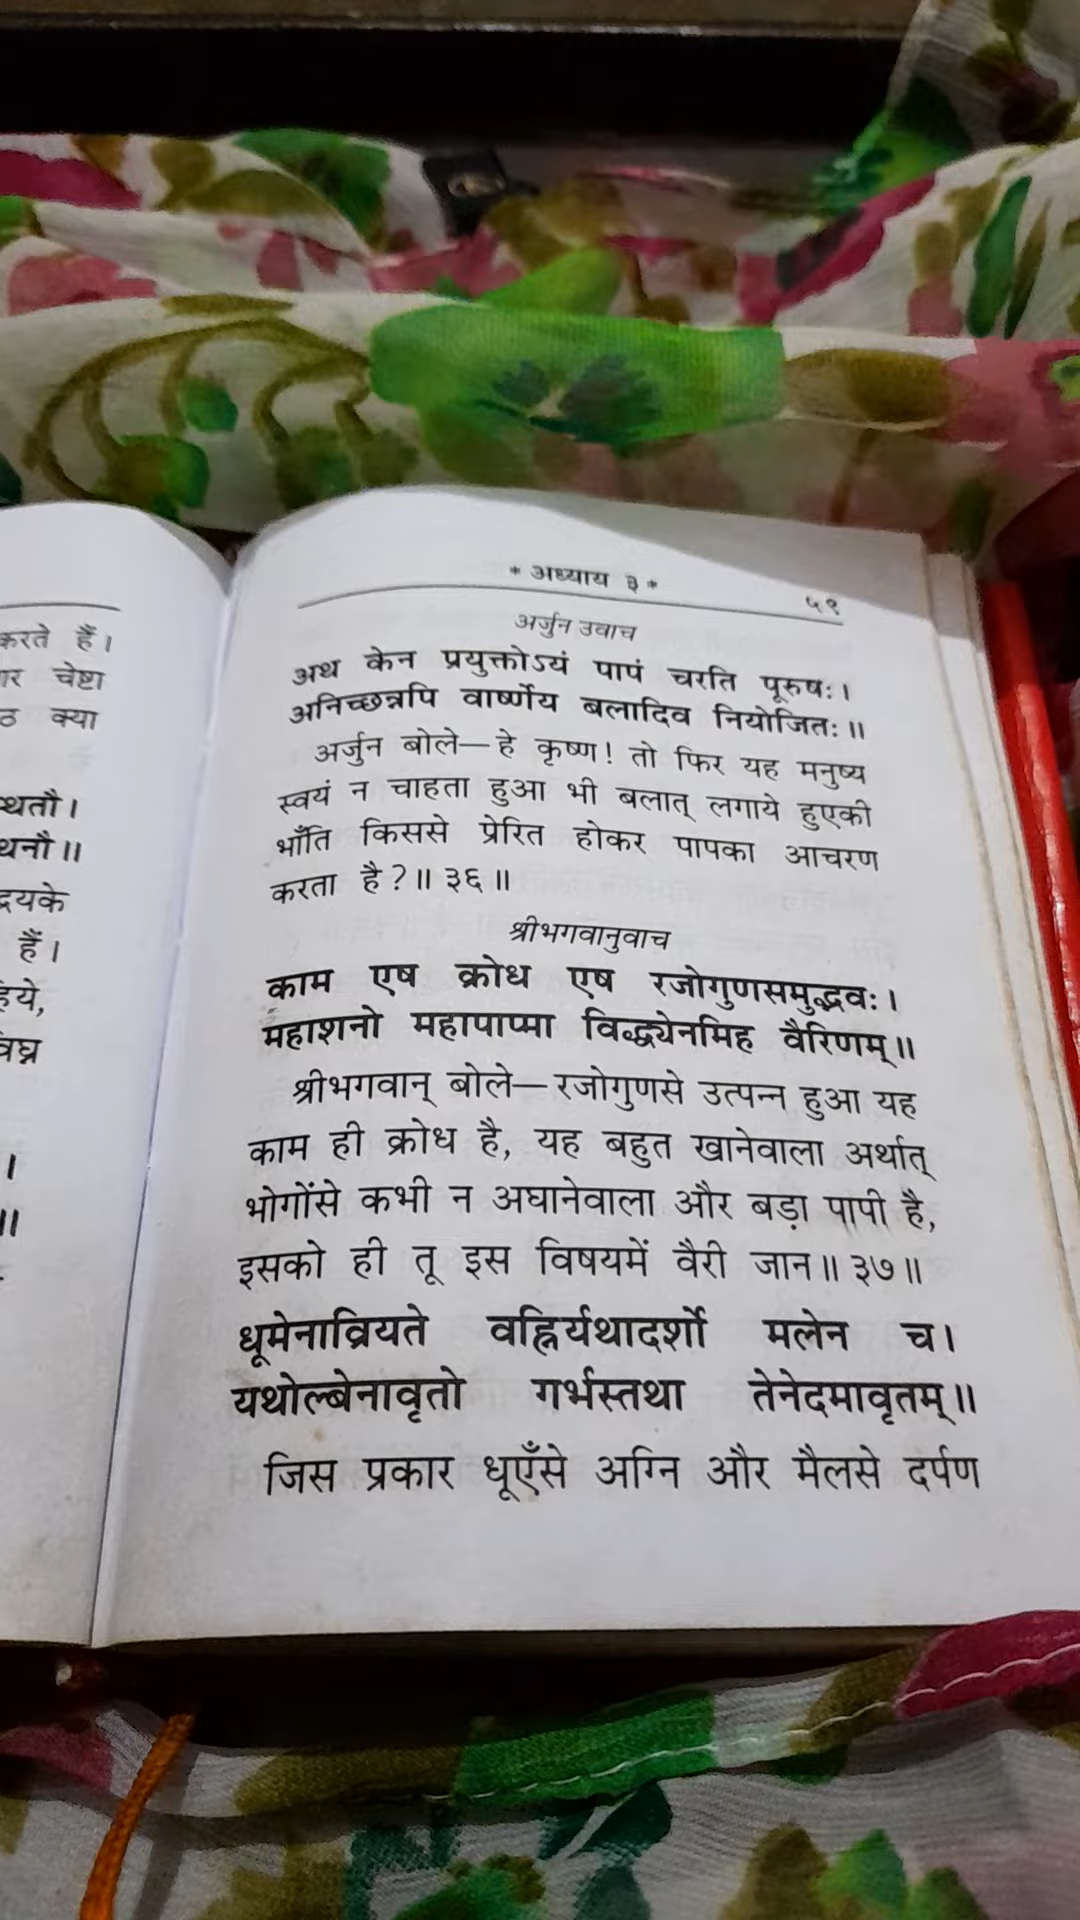 करते हैं।
चेष्टा
क्या
द्रयके
हैं।
* अध्याय ३ *
५९
अर्जुन उवाच
अथ केन प्रयुक्तोऽयं पापं चरति पूरुषः।
अनिच्छन्नपि वार्ष्णेय बलादिव नियोजितः॥
अर्जुन बोले—हे कृष्ण! तो फिर यह मनुष्य
स्वयं न चाहता हुआ भी बलात् लगाये हुएकी
भाँति किससे प्रेरित होकर पापका आचरण
करता है?॥ ३६॥
श्रीभगवानुवाच
काम एष क्रोध एष रजोगुणसमुद्भवः।
महाशनो महापाप्मा विद्ध्येनमिह वैरिणम्॥
श्रीभगवान् बोले—रजोगुणसे उत्पन्न हुआ यह
काम ही क्रोध है, यह बहुत खानेवाला अर्थात्
भोगोंसे कभी न अघानेवाला और बड़ा पापी है,
इसको ही तू इस विषयमें वैरी जान॥ ३७॥
धूमेनाव्रियते वह्निर्यथादर्शो मलेन च।
यथोल्बेनावृतो गर्भस्तथा तेनेदमावृतम्॥
जिस प्रकार धूएँसे अग्नि और मैलसे दर्पण